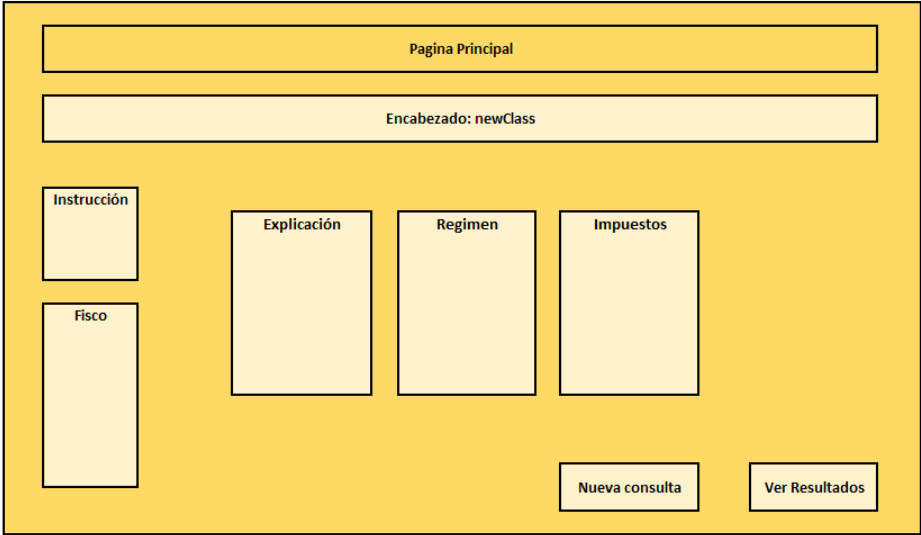 Pagina Principal
Encabezado: newClass
Instrucción
Explicación
Regimen
Impuestos
Fisco
Nueva consulta
Ver Resultados